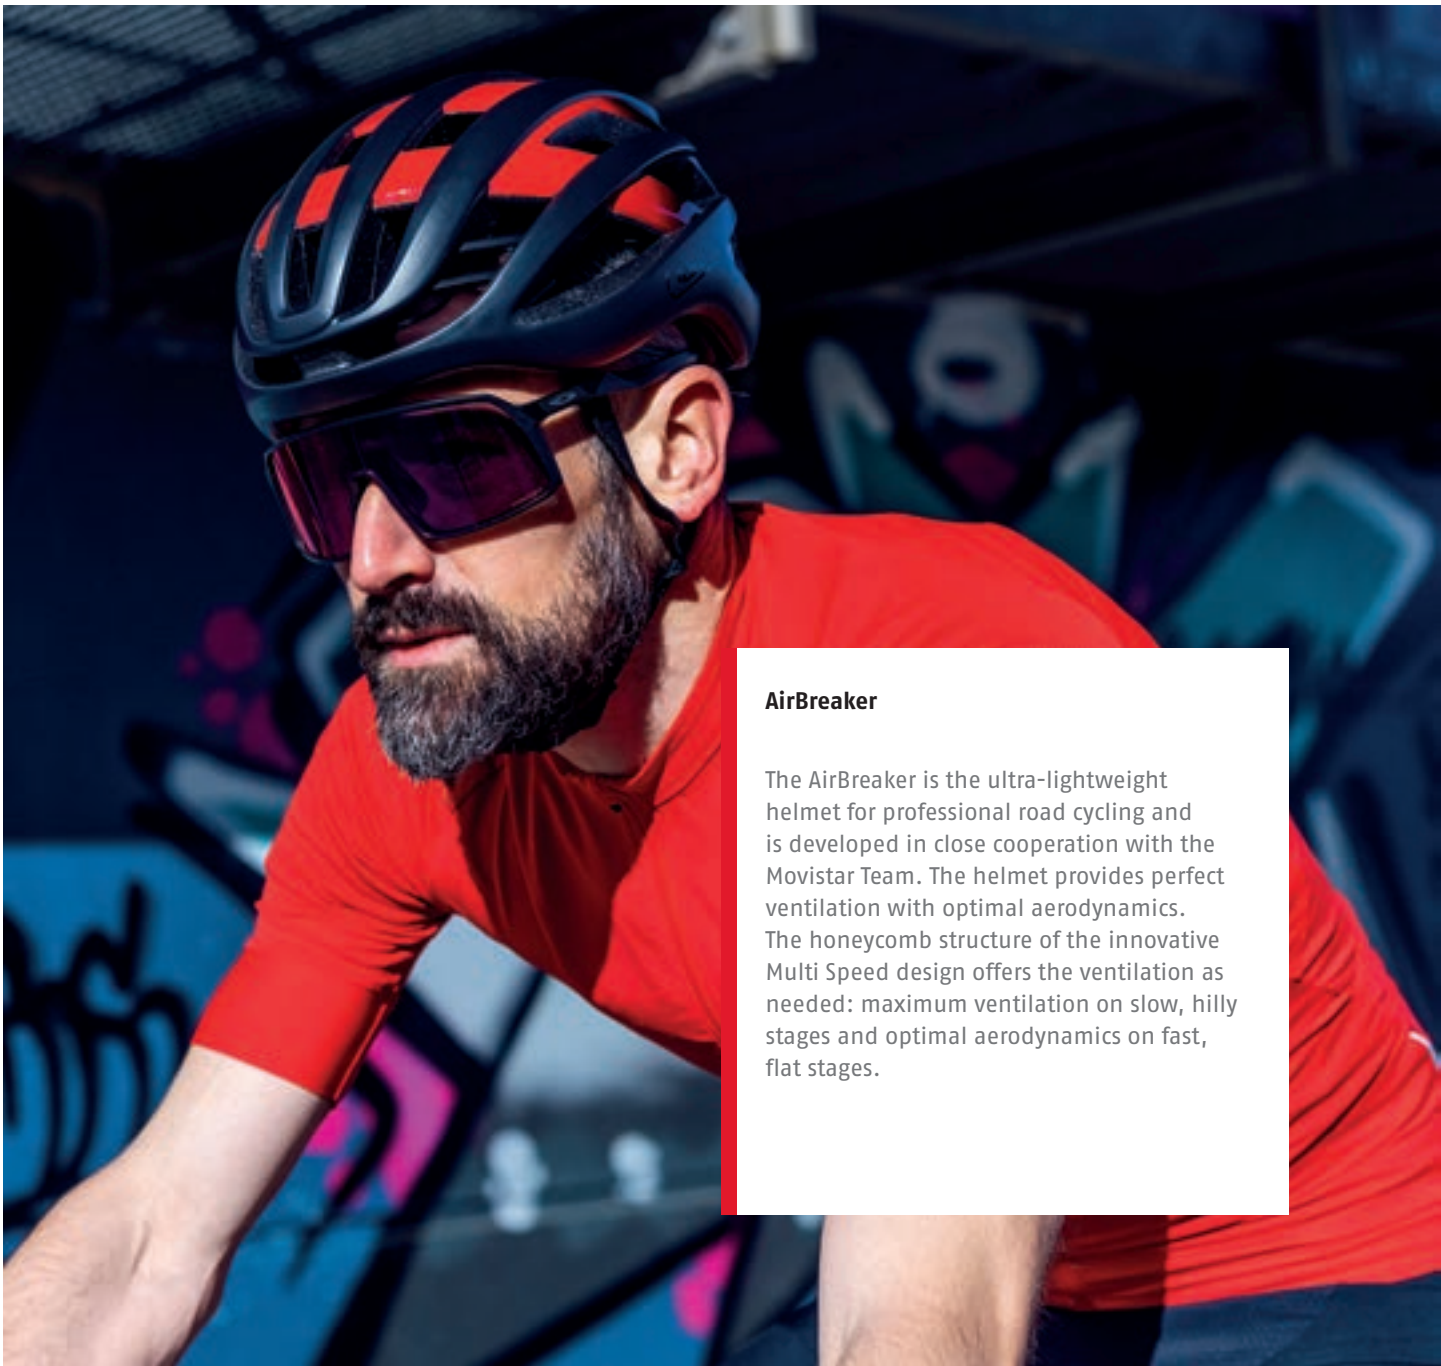 AirBreaker
The AirBreaker is the ultra-lightweight
helmet for professional road cycling and
is developed in close cooperation with the
Movistar Team. The helmet provides perfect
ventilation with optimal aerodynamics.
The honeycomb structure of the innovative
Multi Speed design offers the ventilation as
needed: maximum ventilation on slow, hilly
stages and optimal aerodynamics on fast,
flat stages.